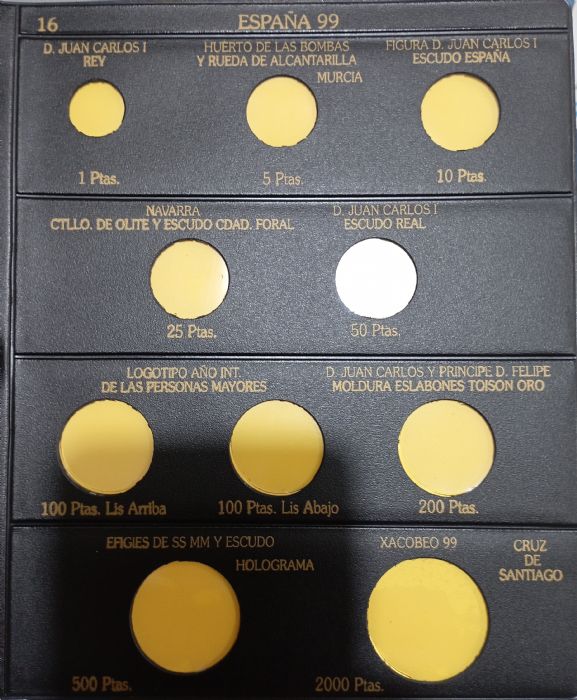 16
ESPAÑA 99
D. JUAN CARLOS I
REY
1 Ptas.
HUERTO DE LAS BOMBAS
Y RUEDA DE ALCANTARILLA
MURCIA
5 Ptas.
FIGURA D. JUAN CARLOS I
ESCUDO ESPAÑA
10 Ptas.
NAVARRA
CTLLO. DE OLITE Y ESCUDO CDAD. FORAL
25 Ptas.
D. JUAN CARLOS I
ESCUDO REAL
50 Ptas.
LOGOTIPO AÑO INT.
DE LAS PERSONAS MAYORES
100 Ptas. Lis Arriba
100 Ptas. Lis Abajo
D. JUAN CARLOS Y PRINCIPE D. FELIPE
MOLDURA ESLABONES TOISON ORO
200 Ptas.
EFIGIES DE SS MM Y ESCUDO
HOLOGRAMA
500 Ptas.
XACOBEO 99
CRUZ
DE
SANTIAGO
2000 Ptas.